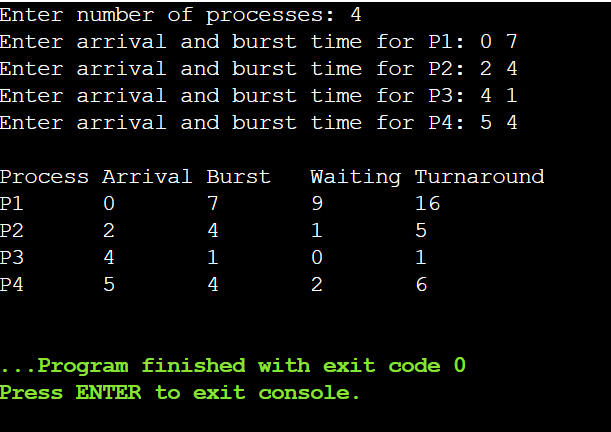 Enter number of processes: 4
Enter arrival and burst time for P1: 0 7
Enter arrival and burst time for P2: 2 4
Enter arrival and burst time for P3: 4 1
Enter arrival and burst time for P4: 5 4
Process Arrival Burst Waiting Turnaround
P1 0 7 9 16
P2 2 4 1 5
P3 4 1 0 1
P4 5 4 2 6
...Program finished with exit code 0
Press ENTER to exit console.